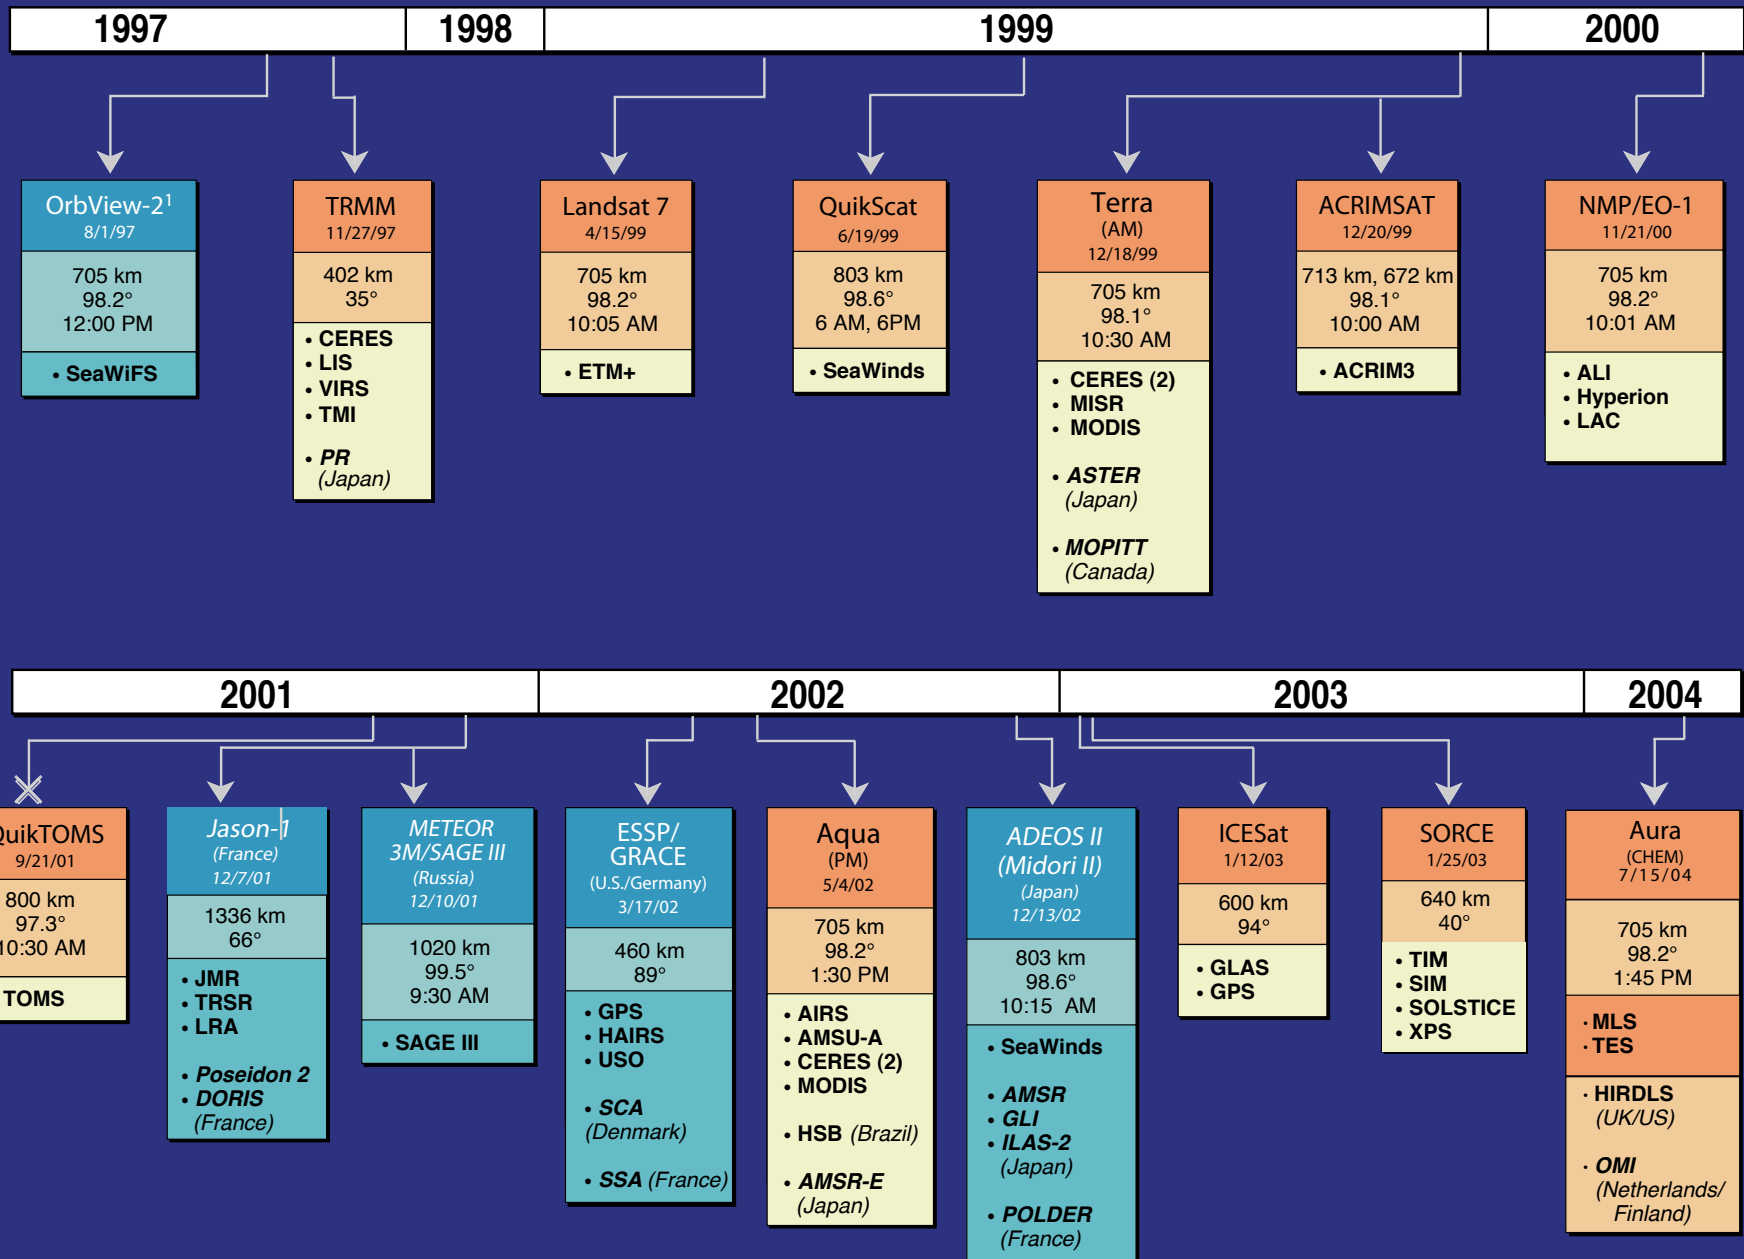 1997 1998 1999 2000
OrbView-2¹
8/1/97
705 km
98.2°
12:00 PM
• SeaWiFS
TRMM
11/27/97
402 km
35°
• CERES
• LIS
• VIRS
• TMI
• PR
(Japan)
Landsat 7
4/15/99
705 km
98.2°
10:05 AM
• ETM+
QuikScat
6/19/99
803 km
98.6°
6 AM, 6PM
• SeaWinds
Terra
(AM)
12/18/99
705 km
98.1°
10:30 AM
• CERES (2)
• MISR
• MODIS
• ASTER
(Japan)
• MOPITT
(Canada)
ACRIMSAT
12/20/99
713 km, 672 km
98.1°
10:00 AM
• ACRIM3
NMP/EO-1
11/21/00
705 km
98.2°
10:01 AM
• ALI
• Hyperion
• LAC
2001 2002 2003 2004
QuikTOMS
9/21/01
800 km
97.3°
10:30 AM
TOMS
Jason-1
(France)
12/7/01
1336 km
66°
• JMR
• TRSR
• LRA
• Poseidon 2
• DORIS
(France)
METEOR
3M/SAGE III
(Russia)
12/10/01
1020 km
99.5°
9:30 AM
• SAGE III
ESSP/
GRACE
(U.S./Germany)
3/17/02
460 km
89°
• GPS
• HAIRS
• USO
• SCA
(Denmark)
• SSA (France)
Aqua
(PM)
5/4/02
705 km
98.2°
1:30 PM
• AIRS
• AMSU-A
• CERES (2)
• MODIS
• HSB (Brazil)
• AMSR-E
(Japan)
ADEOS II
(Midori II)
(Japan)
12/13/02
803 km
98.6°
10:15 AM
• SeaWinds
• AMSR
• GLI
• ILAS-2
(Japan)
• POLDER
(France)
ICESat
1/12/03
600 km
94°
• GLAS
• GPS
SORCE
1/25/03
640 km
40°
• TIM
• SIM
• SOLSTICE
• XPS
Aura
(CHEM)
7/15/04
705 km
98.2°
1:45 PM
· MLS
· TES
· HIRDLS
(UK/US)
· OMI
(Netherlands/
Finland)